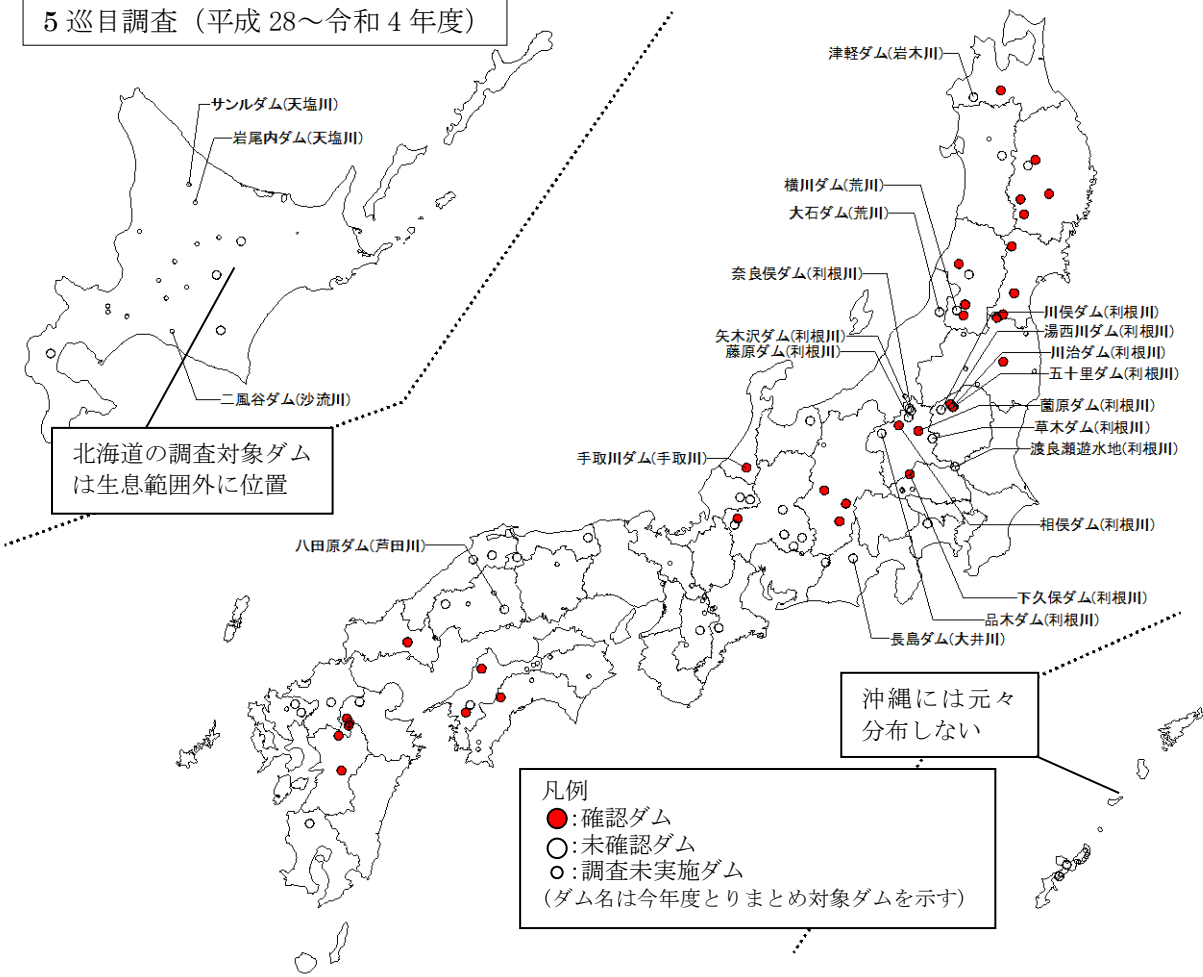 5 巡目調査（平成 28～令和 4 年度）
津軽ダム(岩木川)
サンルダム(天塩川)
岩尾内ダム(天塩川)
横川ダム(荒川)
大石ダム(荒川)
奈良俣ダム(利根川)
矢木沢ダム(利根川)
藤原ダム(利根川)
川俣ダム(利根川)
湯西川ダム(利根川)
川治ダム(利根川)
五十里ダム(利根川)
薗原ダム(利根川)
草木ダム(利根川)
渡良瀬遊水地(利根川)
二風谷ダム(沙流川)
北海道の調査対象ダム
は生息範囲外に位置
手取川ダム(手取川)
相俣ダム(利根川)
八田原ダム(芦田川)
下久保ダム(利根川)
品木ダム(利根川)
長島ダム(大井川)
沖縄には元々
分布しない
凡例
:確認ダム
:未確認ダム
:調査未実施ダム
(ダム名は今年度とりまとめ対象ダムを示す)